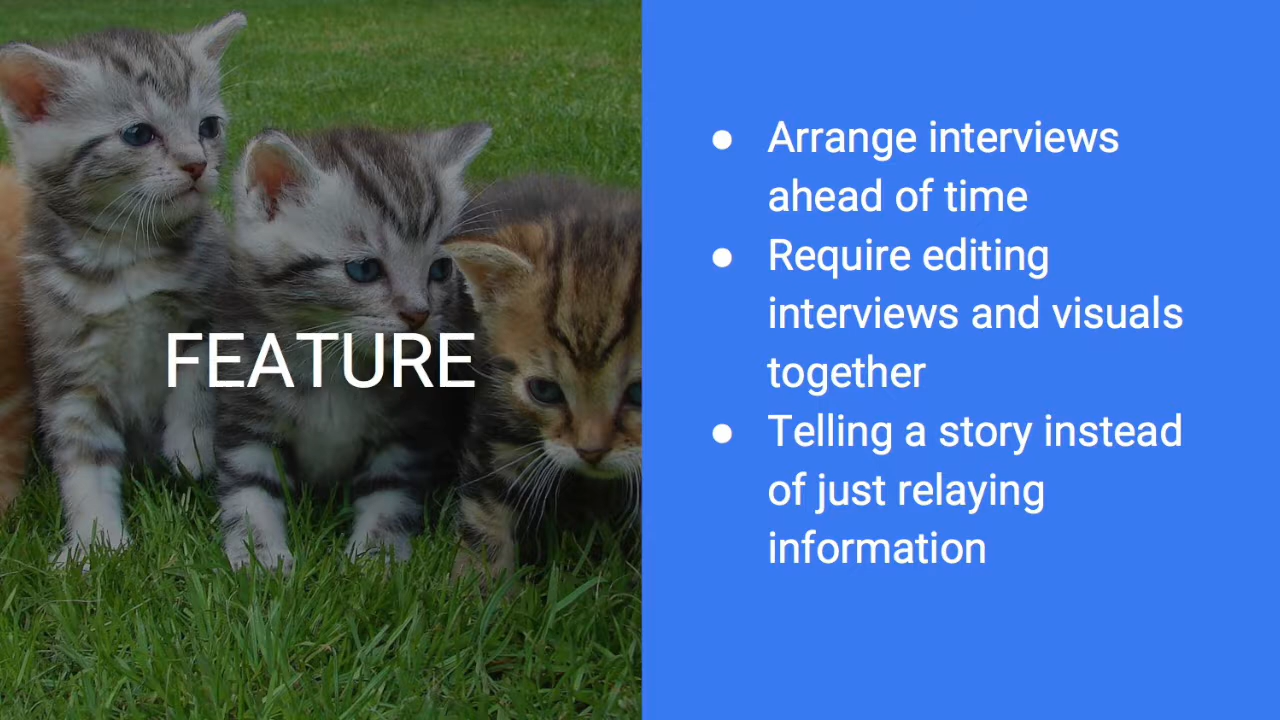 FEATURE
● Arrange interviews
ahead of time
● Require editing
interviews and visuals
together
● Telling a story instead
of just relaying
information